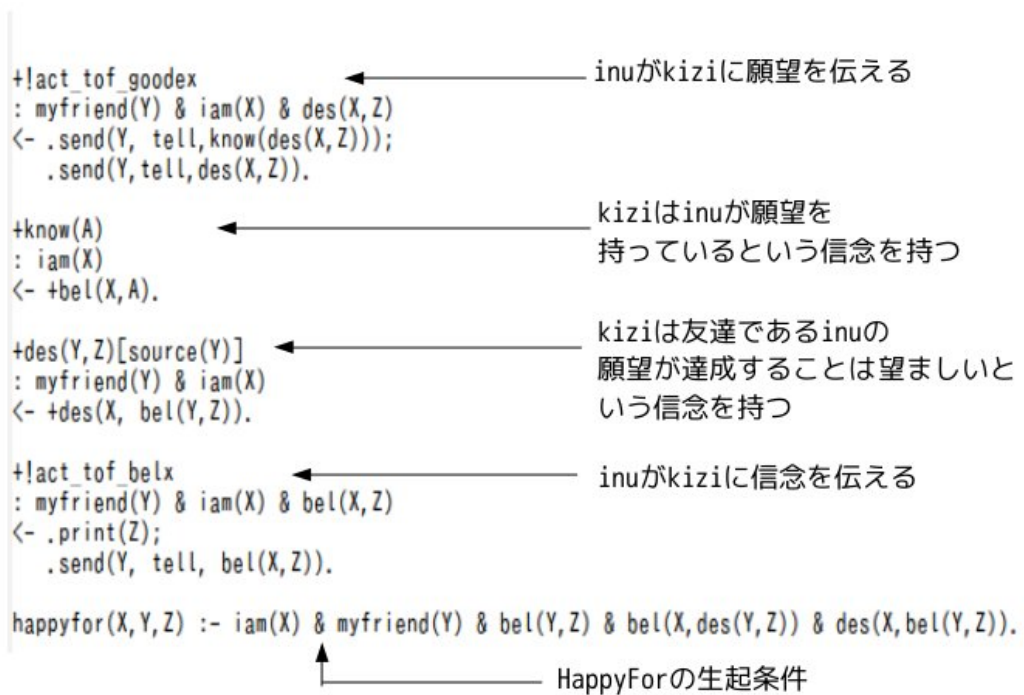 +!act_tof_goodex
inuがkiziに願望を伝える
: myfriend(Y) & iam(X) & des(X,Z)
<- .send(Y, tell,know(des(X,Z)));
.send(Y,tell,des(X,Z)).
+know(A)
kiziはinuが願望を
持っているという信念を持つ
: iam(X)
<- +bel(X,A).
+des(Y,Z)[source(Y)]
kiziは友達であるinuの
願望が達成することは望ましいと
いう信念を持つ
: myfriend(Y) & iam(X)
<- +des(X, bel(Y,Z)).
+!act_tof_belx
inuがkiziに信念を伝える
: myfriend(Y) & iam(X) & bel(X,Z)
<- .print(Z);
.send(Y, tell, bel(X,Z)).
happyfor(X,Y,Z) :- iam(X) & myfriend(Y) & bel(Y,Z) & bel(X,des(Y,Z)) & des(X,bel(Y,Z)).
HappyForの生起条件